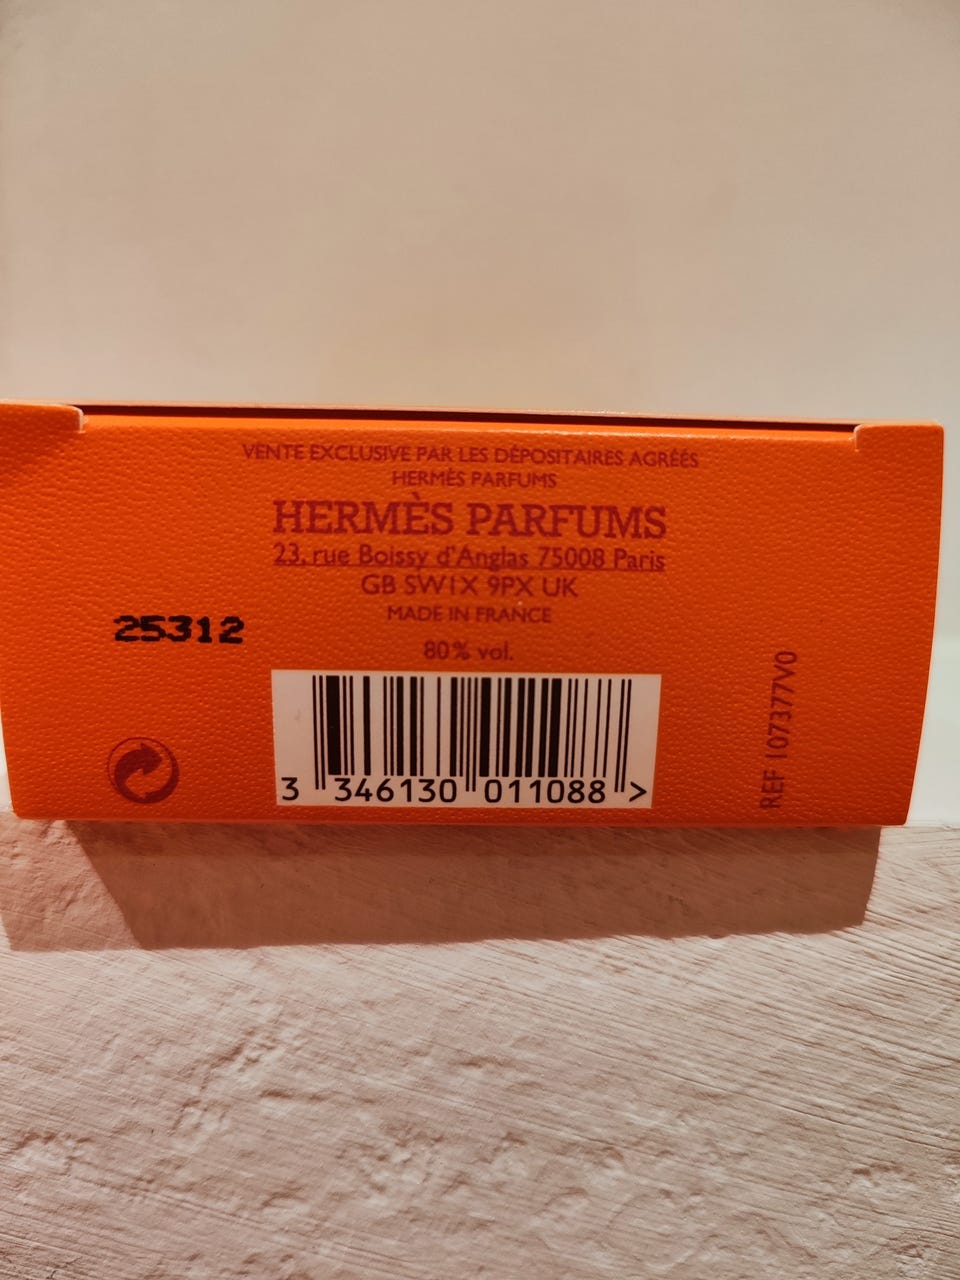 VENTE EXCLUSIVE PAR LES DÉPOSITAIRES AGRÉÉS
HERMÈS PARFUMS
HERMÈS PARFUMS
23, rue Boissy d'Anglas 75008 Paris
GB SW1X 9PX UK
MADE IN FRANCE
25312
80% vol.
3 346130 011088 >
REF 107377V0